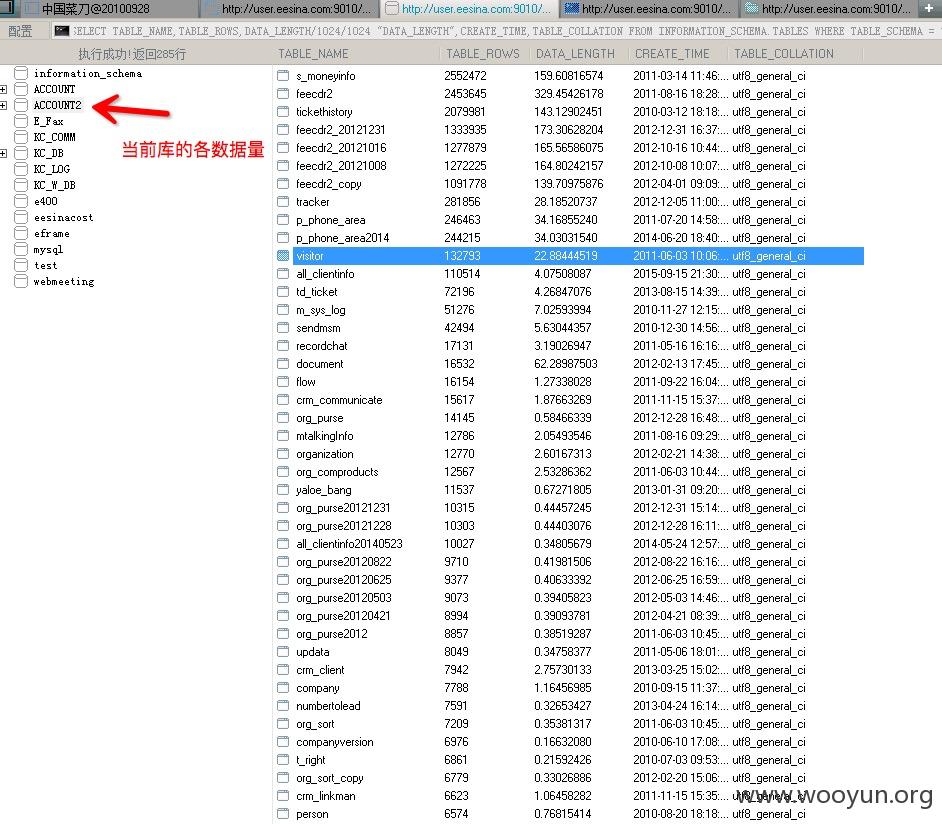 中国菜刀@20100928 http://user.eesina.com:9010/... http://user.eesina.com:9010/... http://user.eesina.com:9010/... http://user.eesina.com:9010/...
配置 SELECT TABLE_NAME,TABLE_ROWS,DATA_LENGTH/1024/1024 "DATA_LENGTH",CREATE_TIME,TABLE_COLLATION FROM INFORMATION_SCHEMA.TABLES WHERE TABLE_SCHEMA =
执行成功!返回285行
information_schema
ACCOUNT
ACCOUNT2
E_Fax
KC_COMM
KC_DB
KC_LOG
KC_W_DB
e400
eesinacost
eframe
mysql
test
webmeeting
当前库的各数据量
TABLE_NAME TABLE_ROWS DATA_LENGTH CREATE_TIME TABLE_COLLATION
s_moneyinfo 2552472 159.60816574 2011-03-14 11:46:... utf8_general_ci
feecdr2 2453645 329.45426178 2011-08-16 18:28:... utf8_general_ci
tickethistory 2079981 143.12902451 2010-03-12 18:18:... utf8_general_ci
feecdr2_20121231 1333935 173.30628204 2012-12-31 16:37:... utf8_general_ci
feecdr2_20121016 1277879 165.56586075 2012-10-16 10:44:... utf8_general_ci
feecdr2_20121008 1272225 164.80242157 2012-10-08 10:07:... utf8_general_ci
feecdr2_copy 1091778 139.70975876 2012-04-01 09:09:... utf8_general_ci
tracker 281856 28.18520737 2012-12-05 11:00:... utf8_general_ci
p_phone_area 246463 34.16855240 2011-07-20 14:58:... utf8_general_ci
p_phone_area2014 244215 34.03031540 2014-06-20 18:40:... utf8_general_ci
visitor 132793 22.88444519 2011-06-03 10:06:... utf8_general_ci
all_clientinfo 110514 4.07508087 2015-09-15 21:30:... utf8_general_ci
td_ticket 72196 4.26847076 2013-08-15 14:39:... utf8_general_ci
m_sys_log 51276 7.02593994 2010-11-27 12:15:... utf8_general_ci
sendmsm 42494 5.63044357 2010-12-30 14:56:... utf8_general_ci
recordchat 17131 3.19026947 2011-05-16 16:16:... utf8_general_ci
document 16532 62.28987503 2012-02-13 17:45:... utf8_general_ci
flow 16154 1.27338028 2011-09-22 16:04:... utf8_general_ci
crm_communicate 15617 1.87663269 2011-11-15 15:37:... utf8_general_ci
org_purse 14145 0.58466339 2012-12-28 16:48:... utf8_general_ci
mtalkingInfo 12786 2.05493546 2011-08-16 09:29:... utf8_general_ci
organization 12770 2.60167313 2012-02-21 14:38:... utf8_general_ci
org_comproducts 12567 2.53286362 2011-06-03 10:44:... utf8_general_ci
yaloe_bang 11537 0.67271805 2013-01-31 09:20:... utf8_general_ci
org_purse20121231 10315 0.44457245 2012-12-31 15:14:... utf8_general_ci
org_purse20121228 10303 0.44403076 2012-12-28 16:11:... utf8_general_ci
all_clientinfo20140523 10027 0.34805679 2014-05-24 12:57:... utf8_general_ci
org_purse20120822 9710 0.41981506 2012-08-22 16:16:... utf8_general_ci
org_purse20120625 9377 0.40633392 2012-06-25 16:59:... utf8_general_ci
org_purse20120503 9073 0.39405823 2012-05-03 14:46:... utf8_general_ci
org_purse20120421 8994 0.39093781 2012-04-21 08:39:... utf8_general_ci
org_purse2012 8857 0.38519287 2011-06-03 10:45:... utf8_general_ci
updata 8049 0.34758377 2011-05-06 18:01:... utf8_general_ci
crm_client 7942 2.75730133 2013-03-25 15:02:... utf8_general_ci
company 7788 1.16456985 2010-09-15 11:37:... utf8_general_ci
numbertolead 7591 0.32653427 2013-04-24 16:14:... utf8_general_ci
org_sort 7209 0.35381317 2011-06-03 10:45:... utf8_general_ci
companyversion 6976 0.16632080 2010-06-10 17:08:... utf8_general_ci
t_right 6861 0.21592426 2010-07-03 09:53:... utf8_general_ci
org_sort_copy 6779 0.33026886 2012-02-20 15:06:... utf8_general_ci
crm_linkman 6623 1.06458282 2011-11-15 15:35:... utf8_general_ci
person 6574 0.76815414 2010-08-20 18:18:... utf8_general_ci
www.wooyun.org